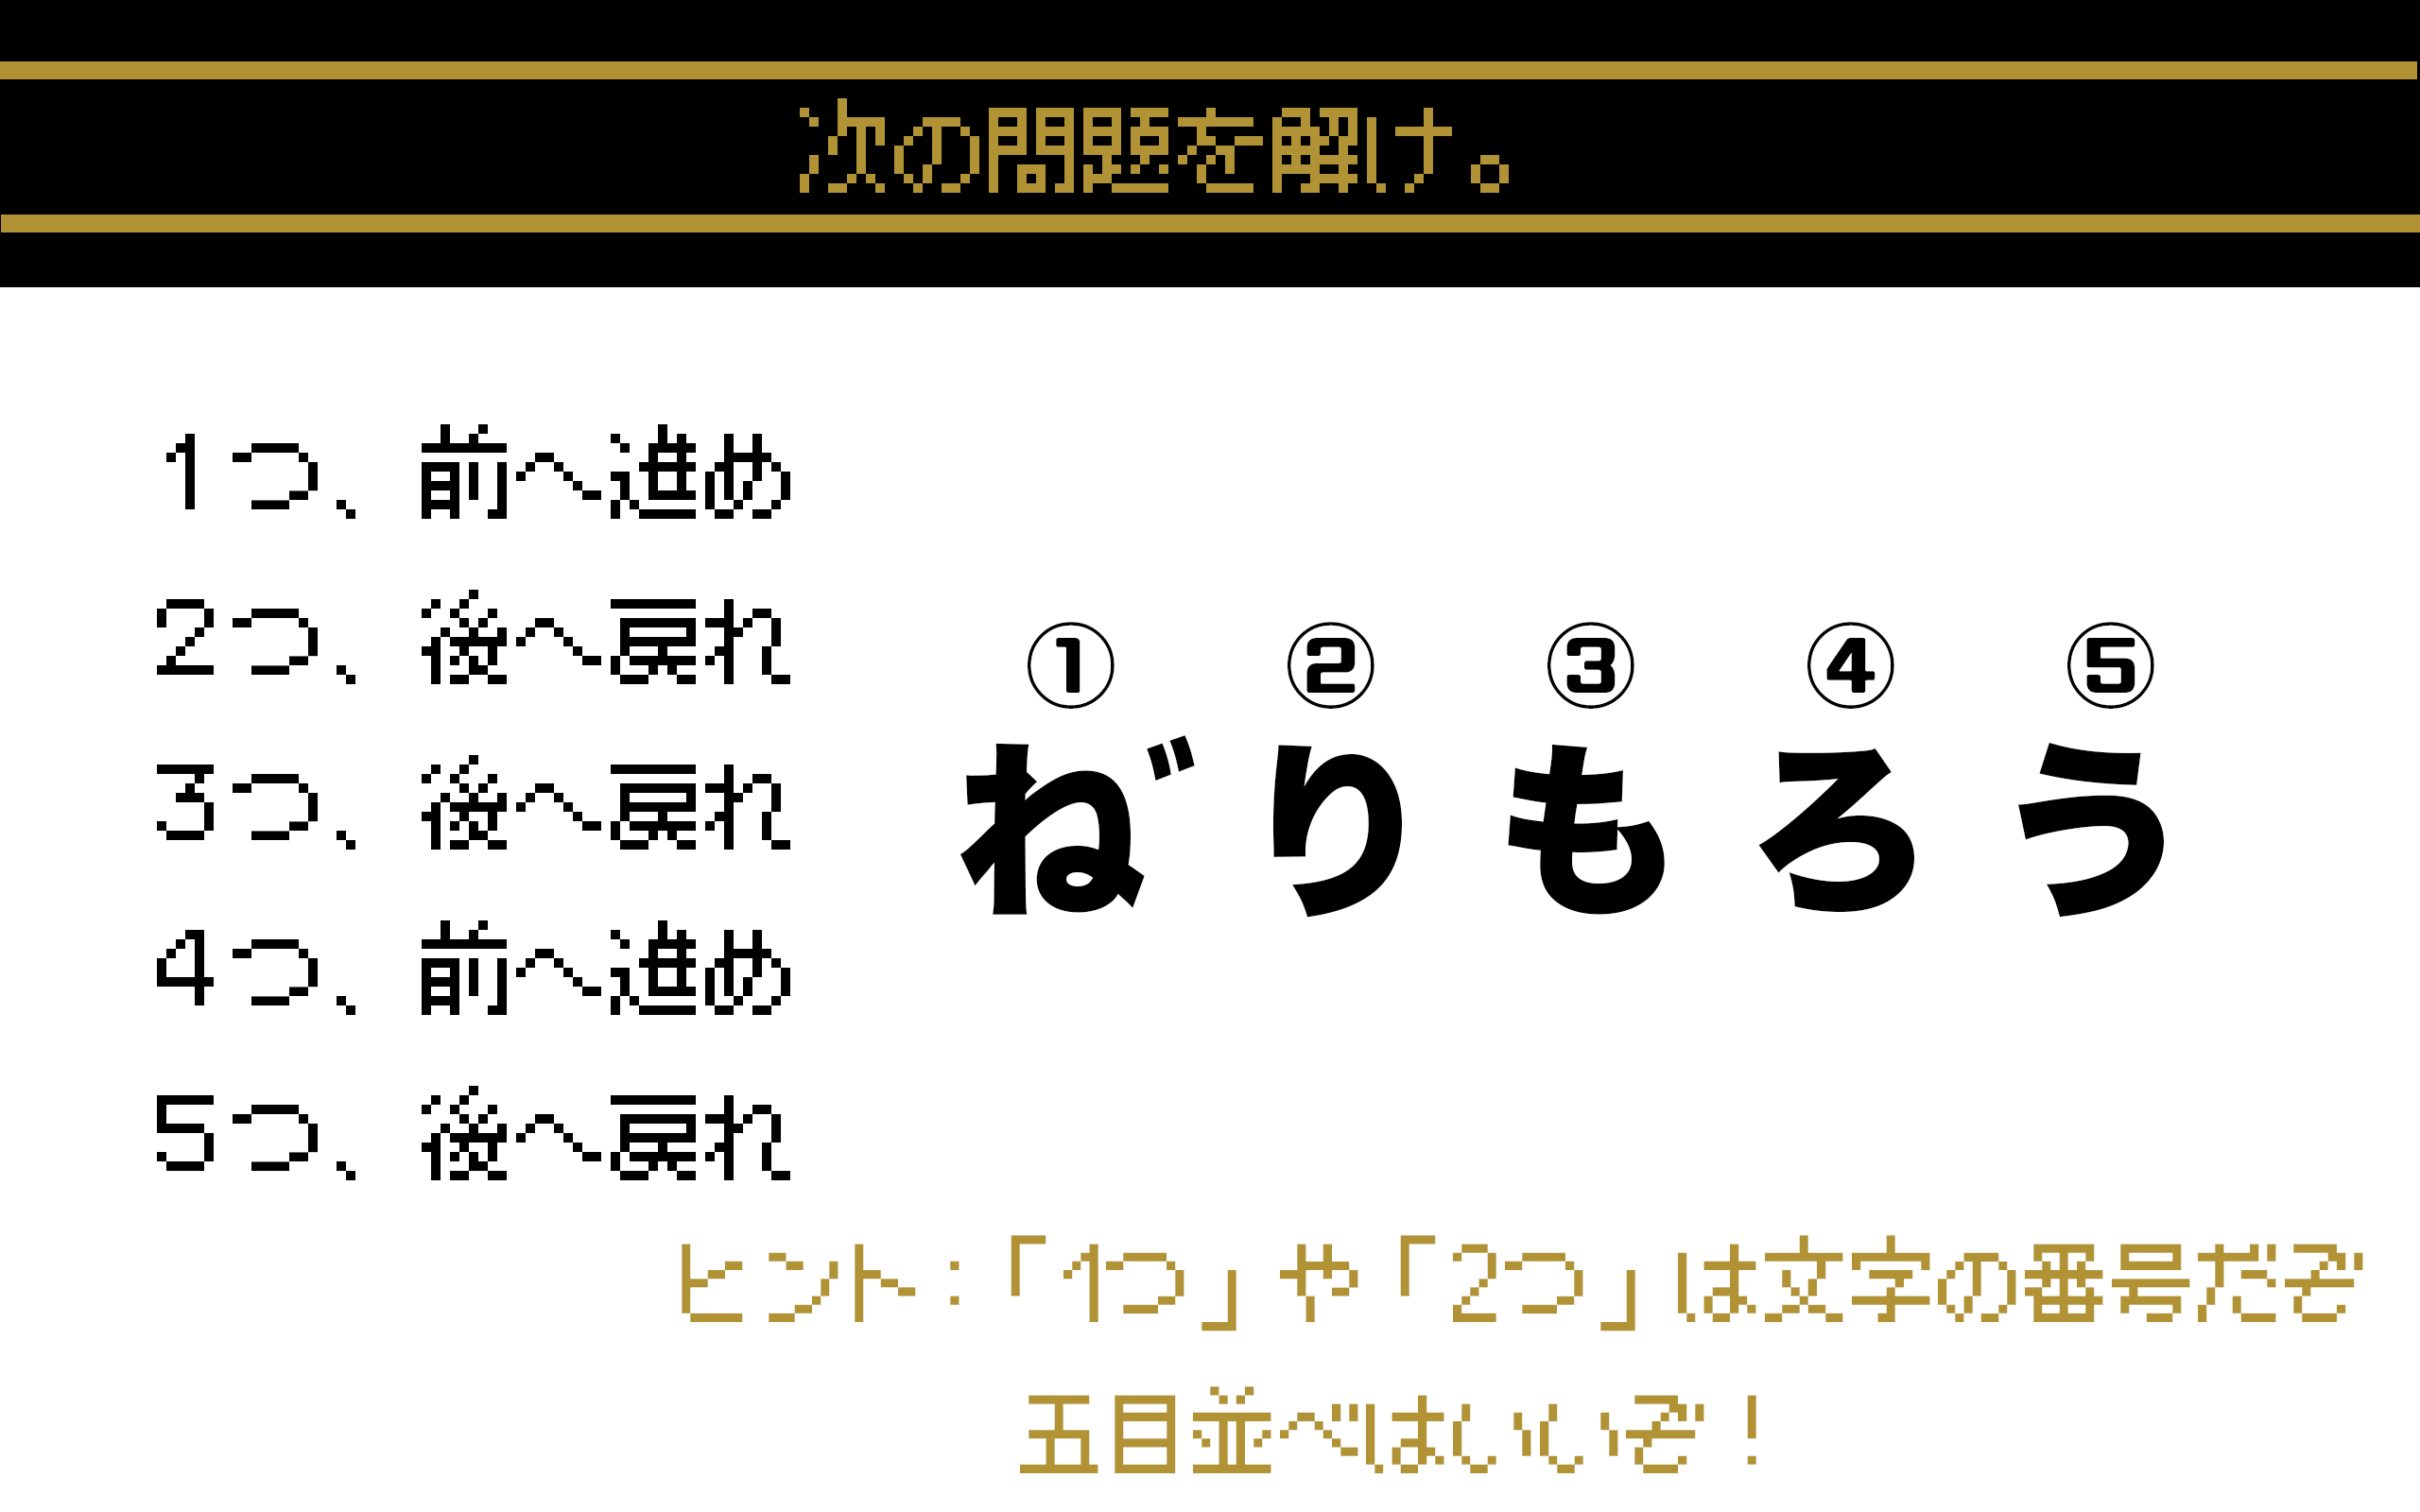 次の問題を解け。
1つ、前へ進め
2つ、後へ戻れ
3つ、後へ戻れ
4つ、前へ進め
5つ、後へ戻れ
① ② ③ ④ ⑤
ね゛りもろう
ヒント：「1つ」や「2つ」は文字の番号だぞ
五目並べはいいぞ！